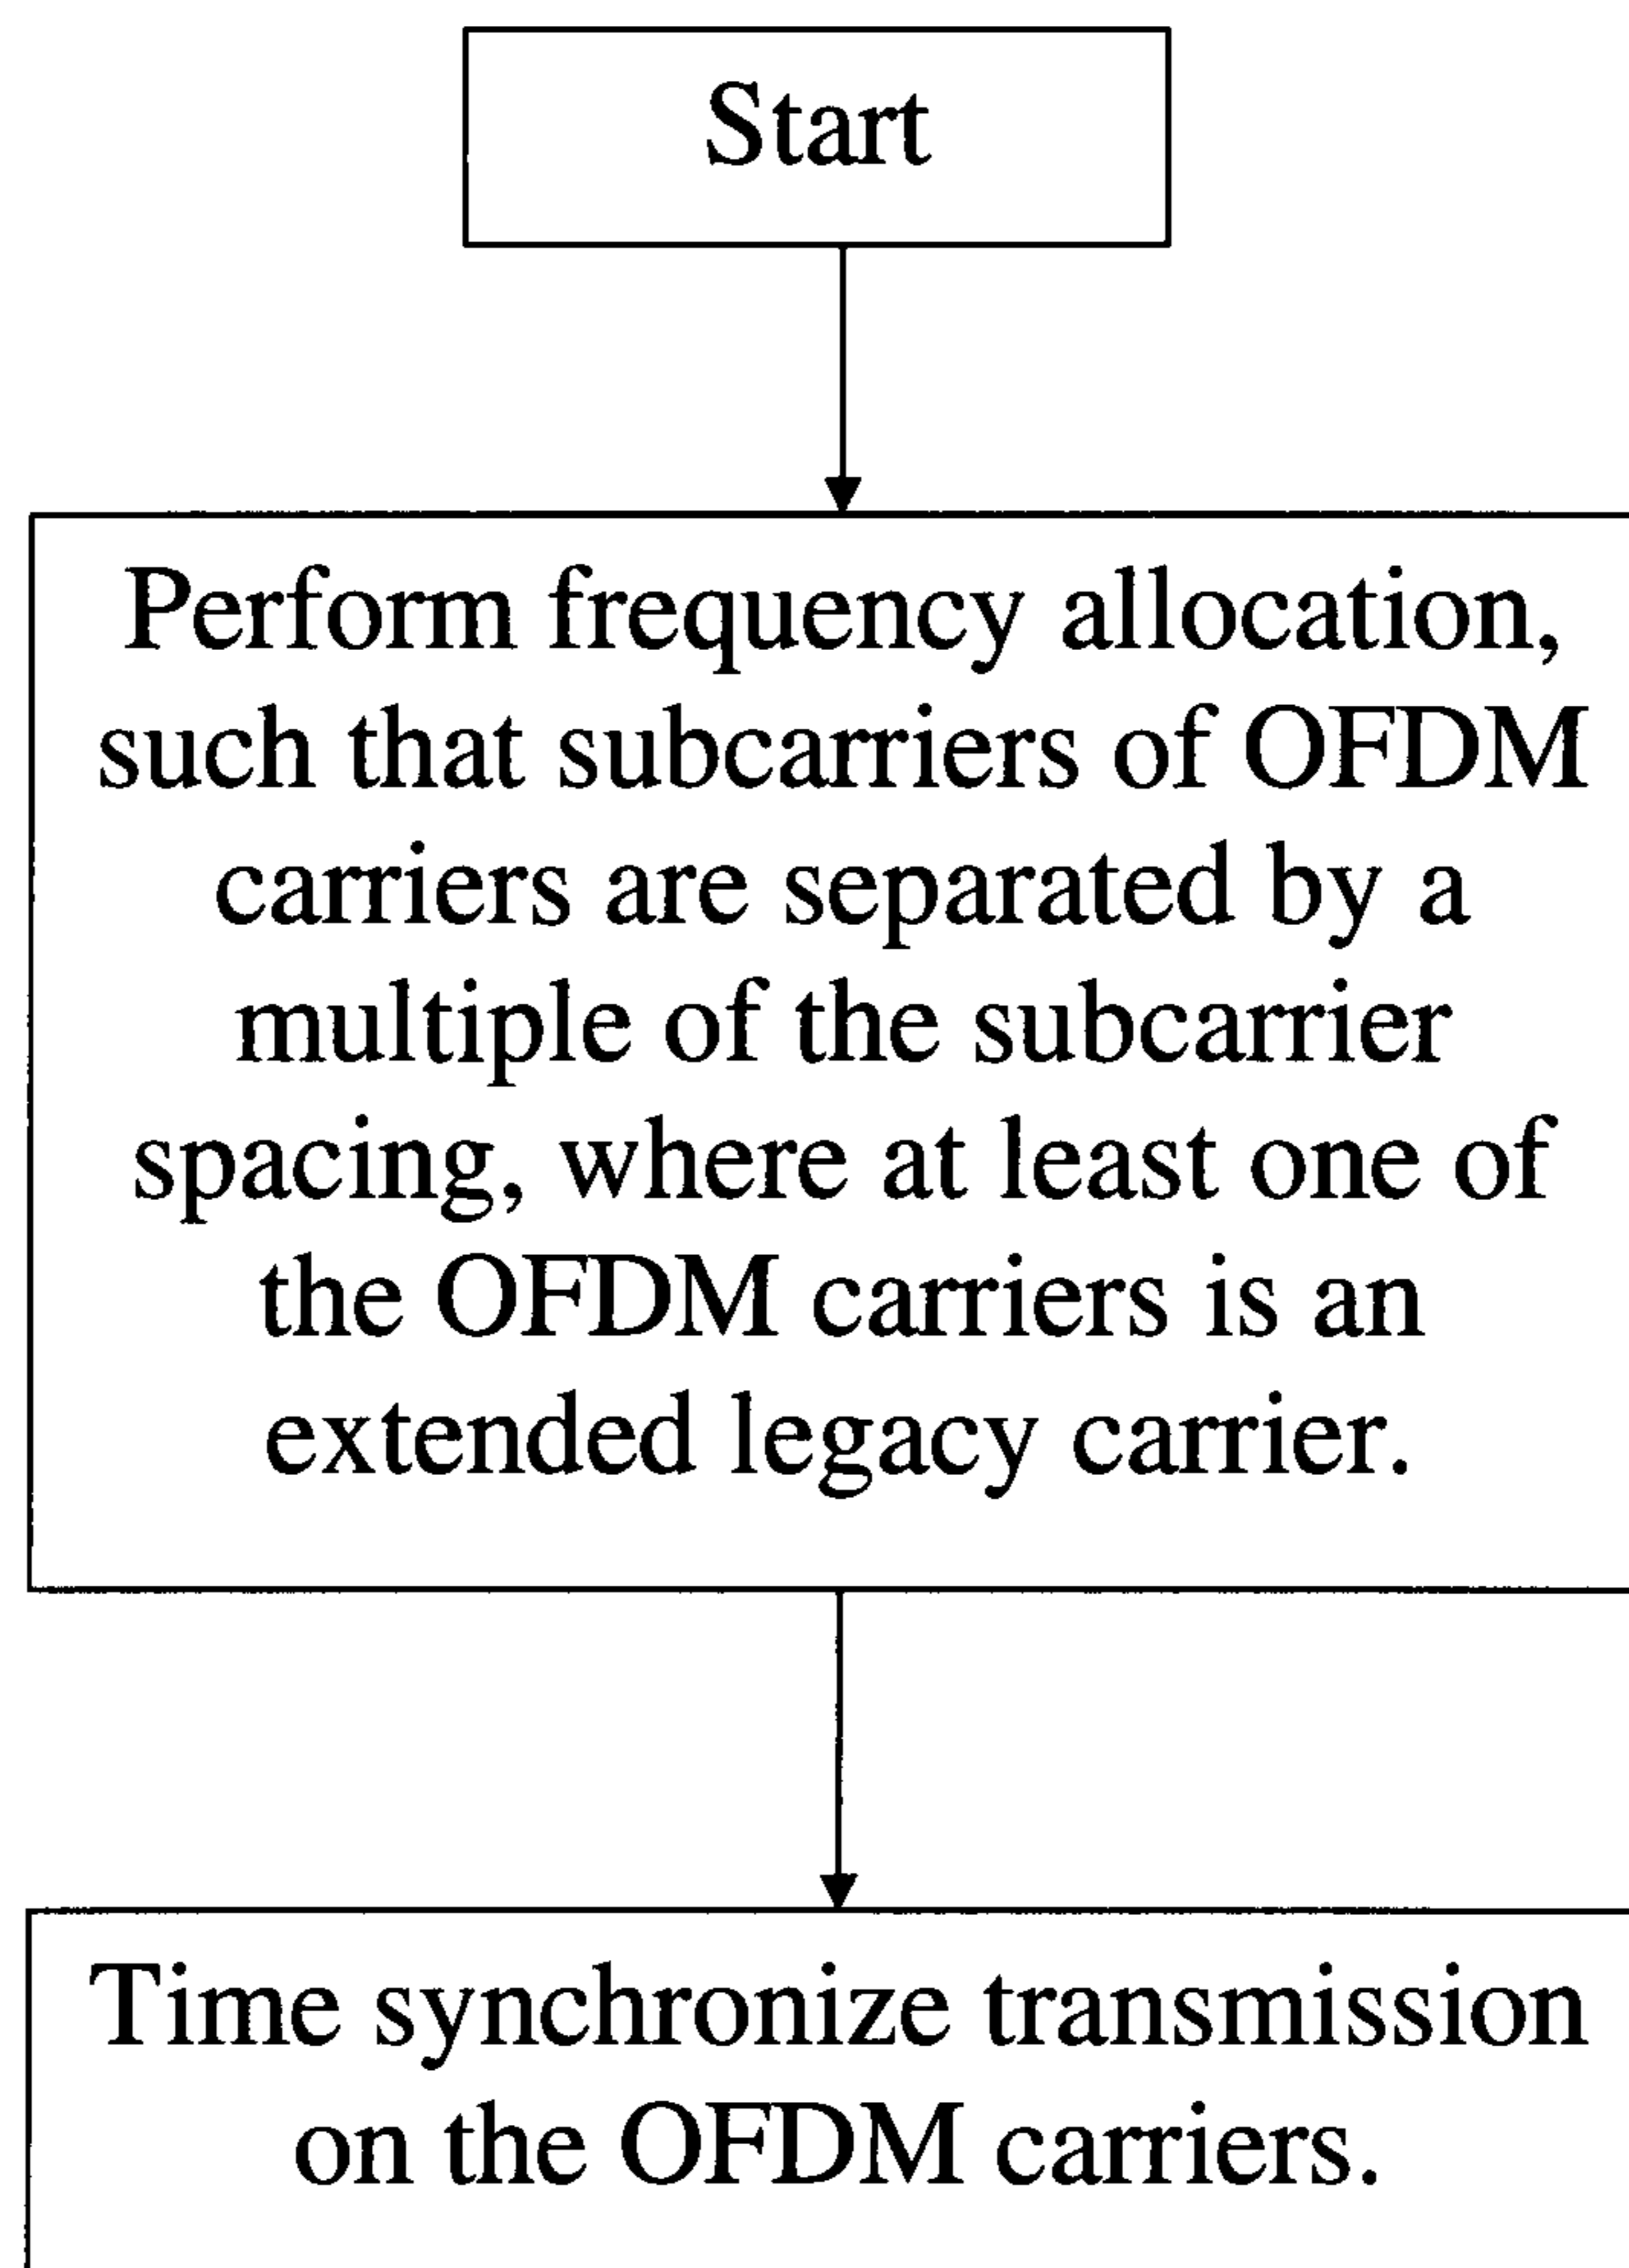 Start
Perform frequency allocation,
such that subcarriers of OFDM
carriers are separated by a
multiple of the subcarrier
spacing, where at least one of
the OFDM carriers is an
extended legacy carrier.
Time synchronize transmission
on the OFDM carriers.